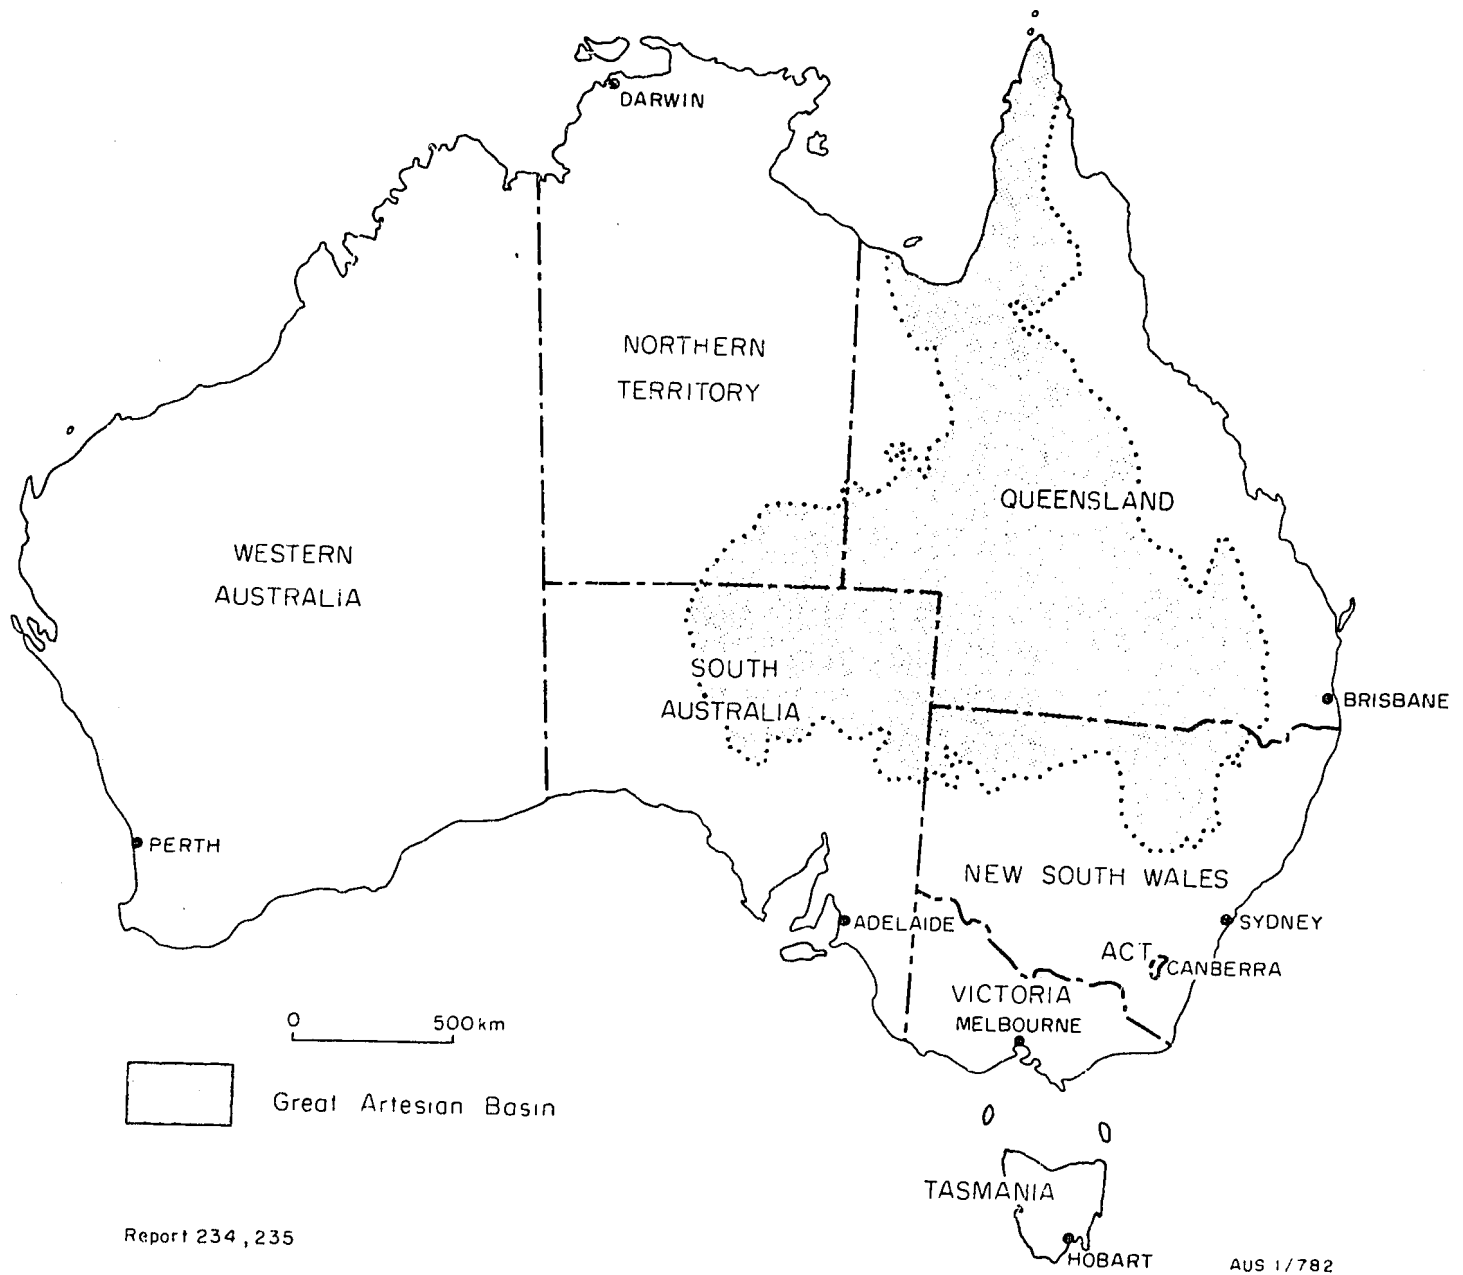 DARWIN
NORTHERN
TERRITORY
QUEENSLAND
WESTERN
AUSTRALIA
SOUTH
AUSTRALIA
BRISBANE
PERTH
NEW SOUTH WALES
ADELAIDE
SYDNEY
ACT
CANBERRA
VICTORIA
MELBOURNE
0 500km
Great Artesian Basin
TASMANIA
HOBART
Report 234, 235
AUS 1/782